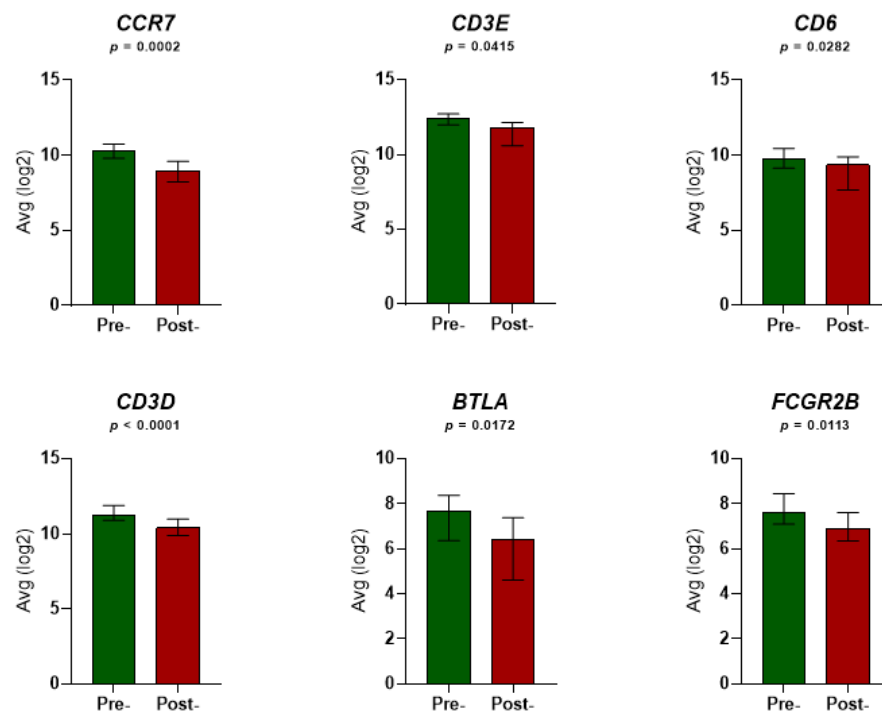 CCR7
p = 0.0002
15
10
5
0
Avg (log2)
Pre- Post-
CD3E
p = 0.0415
15
10
5
0
Avg (log2)
Pre- Post-
CD6
p = 0.0282
15
10
5
0
Avg (log2)
Pre- Post-
CD3D
p < 0.0001
15
10
5
0
Avg (log2)
Pre- Post-
BTLA
p = 0.0172
10
8
6
4
2
0
Avg (log2)
Pre- Post-
FCGR2B
p = 0.0113
10
8
6
4
2
0
Avg (log2)
Pre- Post-